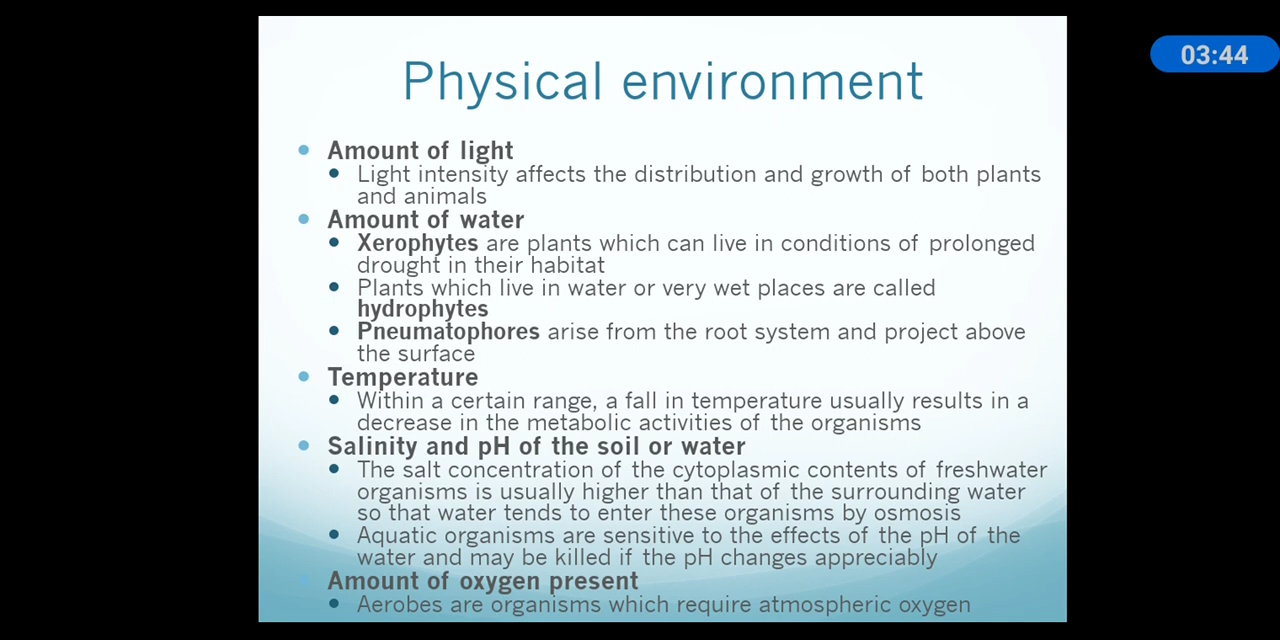 Physical environment
03:44
Amount of light
Light intensity affects the distribution and growth of both plants
and animals
Amount of water
Xerophytes are plants which can live in conditions of prolonged
drought in their habitat
Plants which live in water or very wet places are called
hydrophytes
Pneumatophores arise from the root system and project above
the surface
Temperature
Within a certain range, a fall in temperature usually results in a
decrease in the metabolic activities of the organisms
Salinity and pH of the soil or water
The salt concentration of the cytoplasmic contents of freshwater
organisms is usually higher than that of the surrounding water
so that water tends to enter these organisms by osmosis
Aquatic organisms are sensitive to the effects of the pH of the
water and may be killed if the pH changes appreciably
Amount of oxygen present
Aerobes are organisms which require atmospheric oxygen